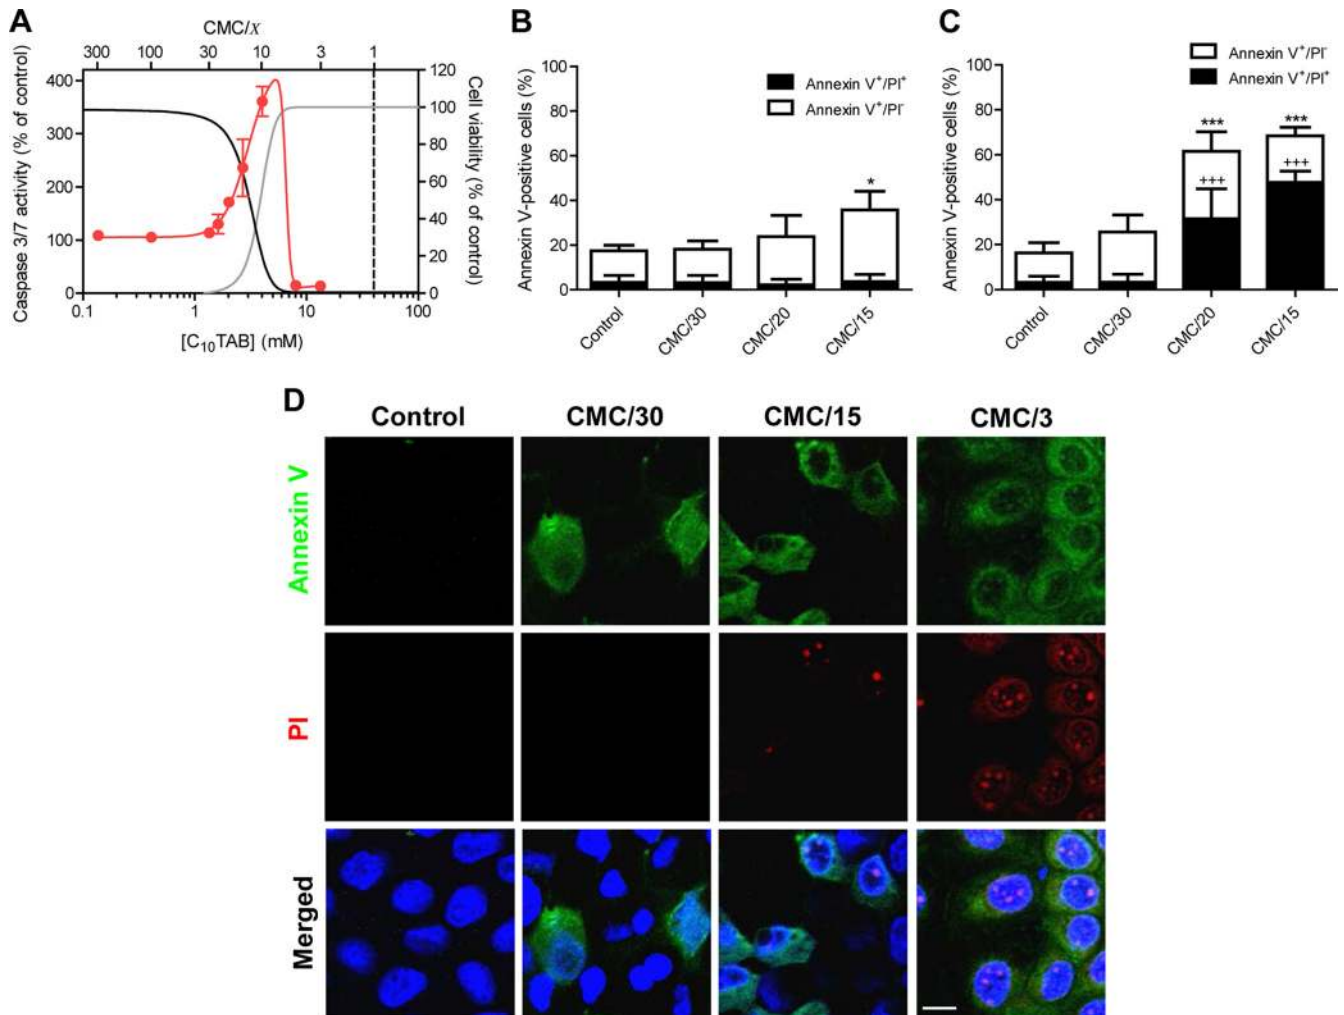 A
CMC/X
300 100 30 10 3 1
Caspase 3/7 activity (% of control)
400
300
200
100
0
120
100
80
60
40
20
0
Cell viability (% of control)
0.1 1 10 100
[C₁₀TAB] (mM)
B
Annexin V-positive cells (%)
100
80
60
40
20
0
Annexin V⁺/PI⁺
Annexin V⁺/PI⁻
*
Control CMC/30 CMC/20 CMC/15
C
Annexin V-positive cells (%)
100
80
60
40
20
0
Annexin V⁺/PI⁻
Annexin V⁺/PI⁺
*** ***
+++ +++
Control CMC/30 CMC/20 CMC/15
D
Control CMC/30 CMC/15 CMC/3
Annexin V
PI
Merged